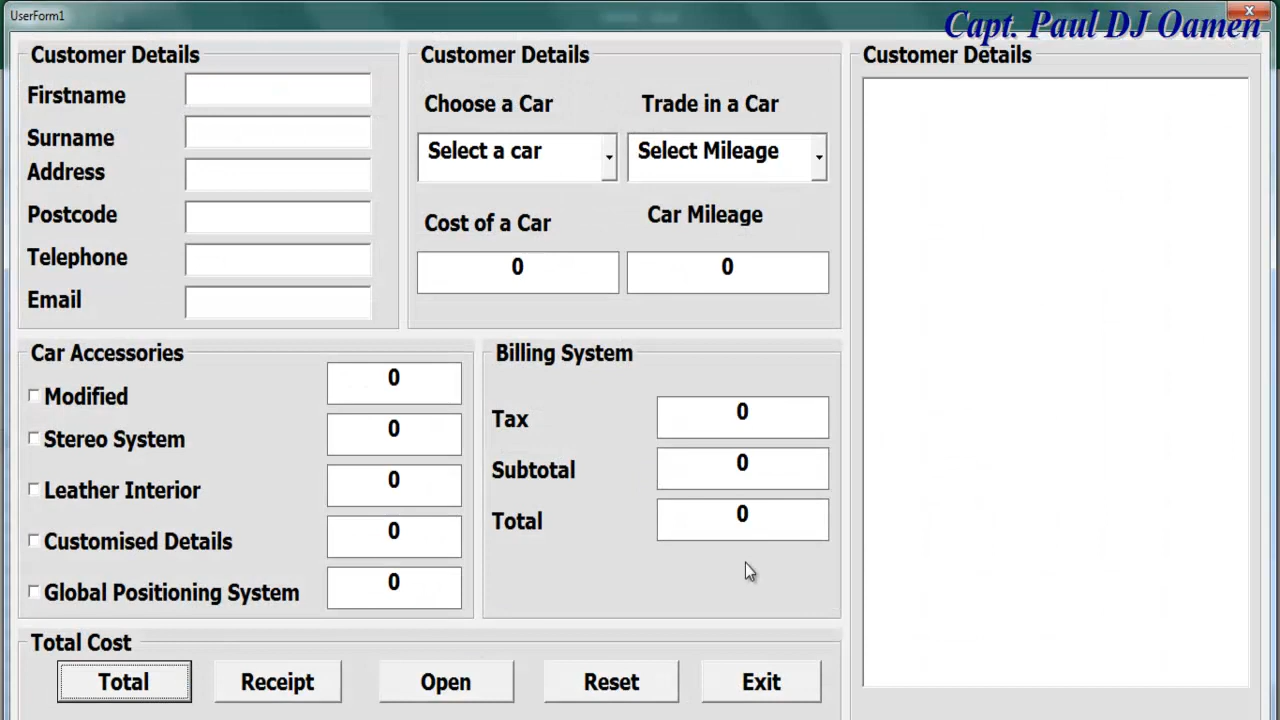 UserForm1
Capt. Paul DJ Oamen
Customer Details
Firstname
Surname
Address
Postcode
Telephone
Email
Customer Details
Choose a Car
Trade in a Car
Select a car
Select Mileage
Cost of a Car
Car Mileage
0
0
Customer Details
Car Accessories
Modified
0
Stereo System
0
Leather Interior
0
Customised Details
0
Global Positioning System
0
Billing System
Tax
0
Subtotal
0
Total
0
Total Cost
Total
Receipt
Open
Reset
Exit